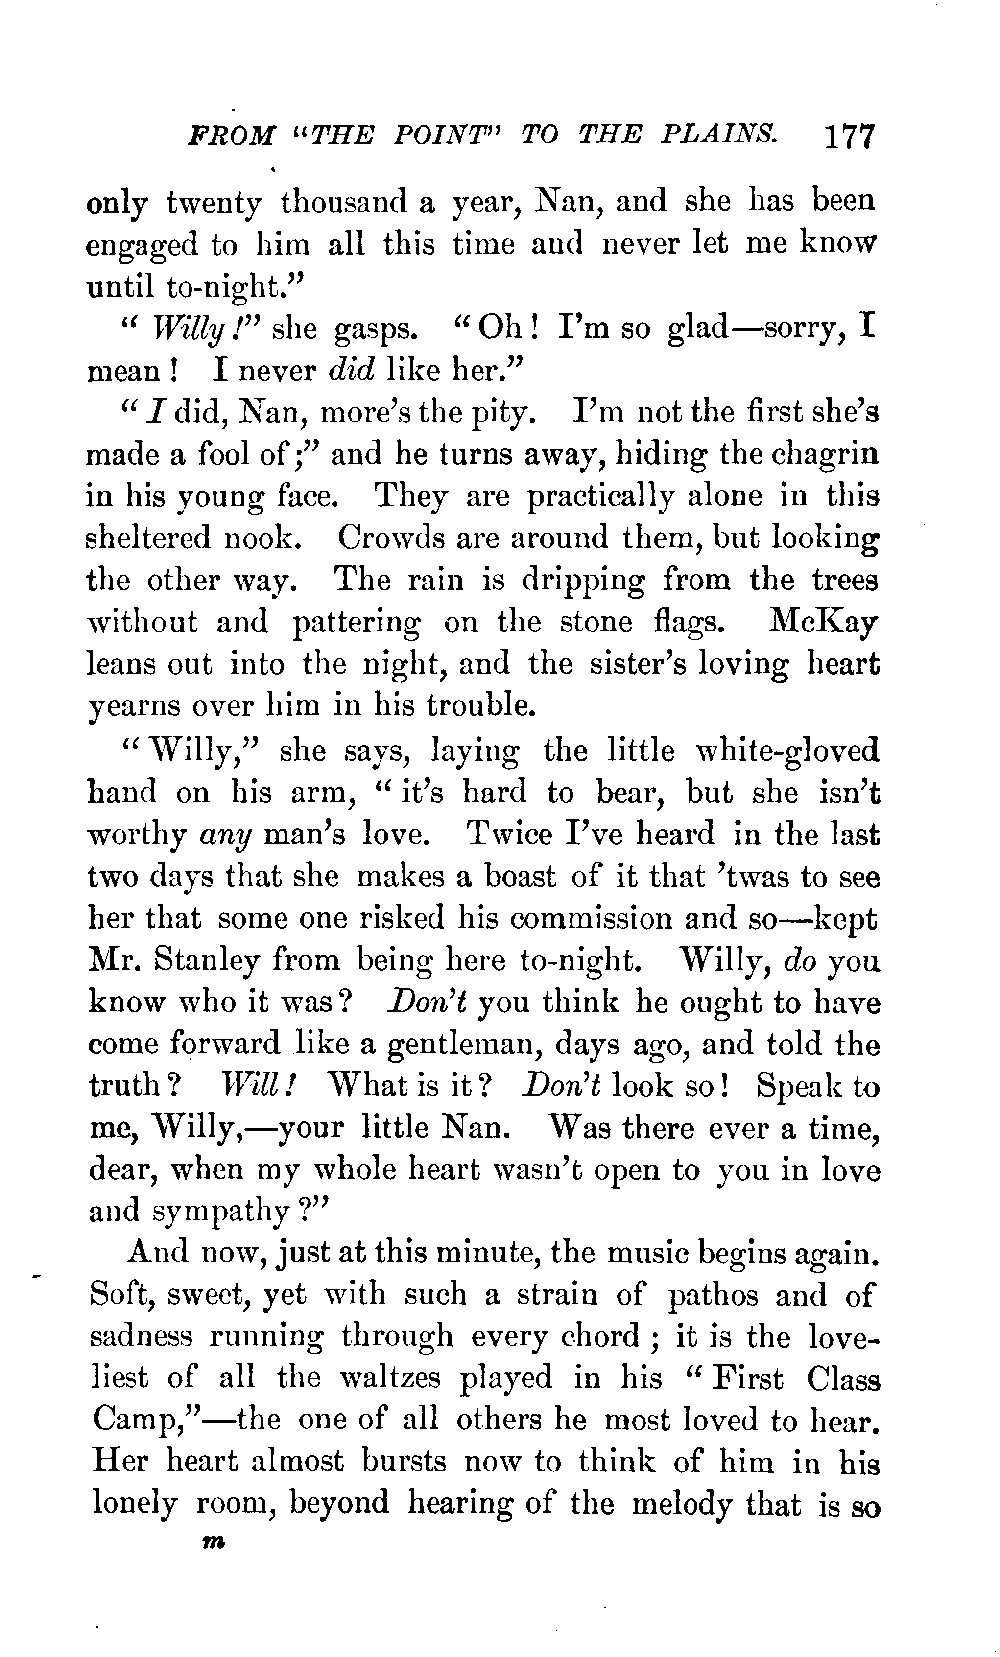 FROM "THE POINT" TO THE PLAINS. 177
only twenty thousand a year, Nan, and she has been
engaged to him all this time and never let me know
until to-night."
"Willy!" she gasps. "Oh! I'm so glad—sorry, I
mean! I never did like her."
"I did, Nan, more's the pity. I'm not the first she's
made a fool of;" and he turns away, hiding the chagrin
in his young face. They are practically alone in this
sheltered nook. Crowds are around them, but looking
the other way. The rain is dripping from the trees
without and pattering on the stone flags. McKay
leans out into the night, and the sister's loving heart
yearns over him in his trouble.
"Willy," she says, laying the little white-gloved
hand on his arm, "it's hard to bear, but she isn't
worthy any man's love. Twice I've heard in the last
two days that she makes a boast of it that 'twas to see
her that some one risked his commission and so—kept
Mr. Stanley from being here to-night. Willy, do you
know who it was? Don't you think he ought to have
come forward like a gentleman, days ago, and told the
truth? Will! What is it? Don't look so! Speak to
me, Willy,—your little Nan. Was there ever a time,
dear, when my whole heart wasn't open to you in love
and sympathy?"
And now, just at this minute, the music begins again.
Soft, sweet, yet with such a strain of pathos and of
sadness running through every chord; it is the love-
liest of all the waltzes played in his "First Class
Camp,"—the one of all others he most loved to hear.
Her heart almost bursts now to think of him in his
lonely room, beyond hearing of the melody that is so
m